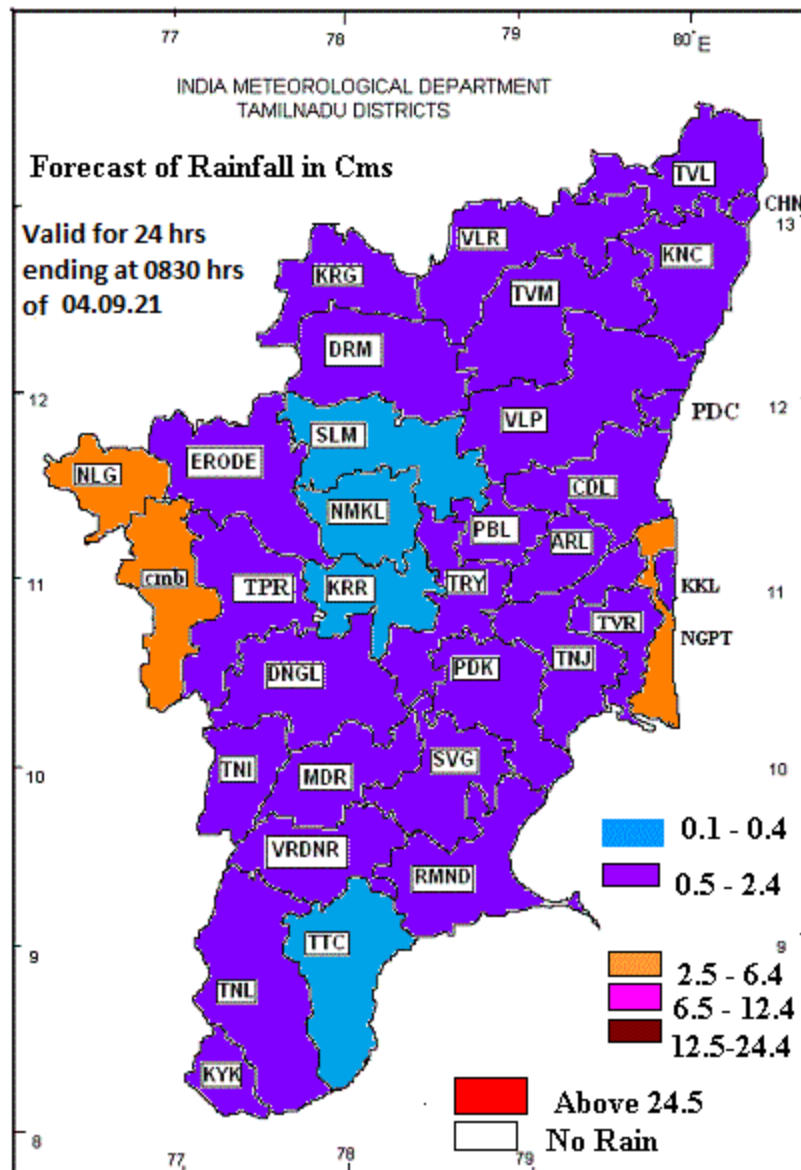 77 78 79 80°E
INDIA METEOROLOGICAL DEPARTMENT
TAMILNADU DISTRICTS
Forecast of Rainfall in Cms
Valid for 24 hrs
ending at 0830 hrs
of 04.09.21
TVL
CHN
13
VLR
KNC
KRG
TVM
DRM
12
12
PDC
SLM
VLP
ERODE
NLG
CDL
NMKL
PBL
ARL
cmb
11
TPR
KRR
TRY
KKL
11
TVR
NGPT
DNGL
PDK
TNJ
10
TNI
MDR
SVG
10
VRDNR
RMND
0.1 - 0.4
0.5 - 2.4
9
TTC
9
2.5 - 6.4
TNL
6.5 - 12.4
12.5-24.4
KYK
Above 24.5
No Rain
8
77 78 79